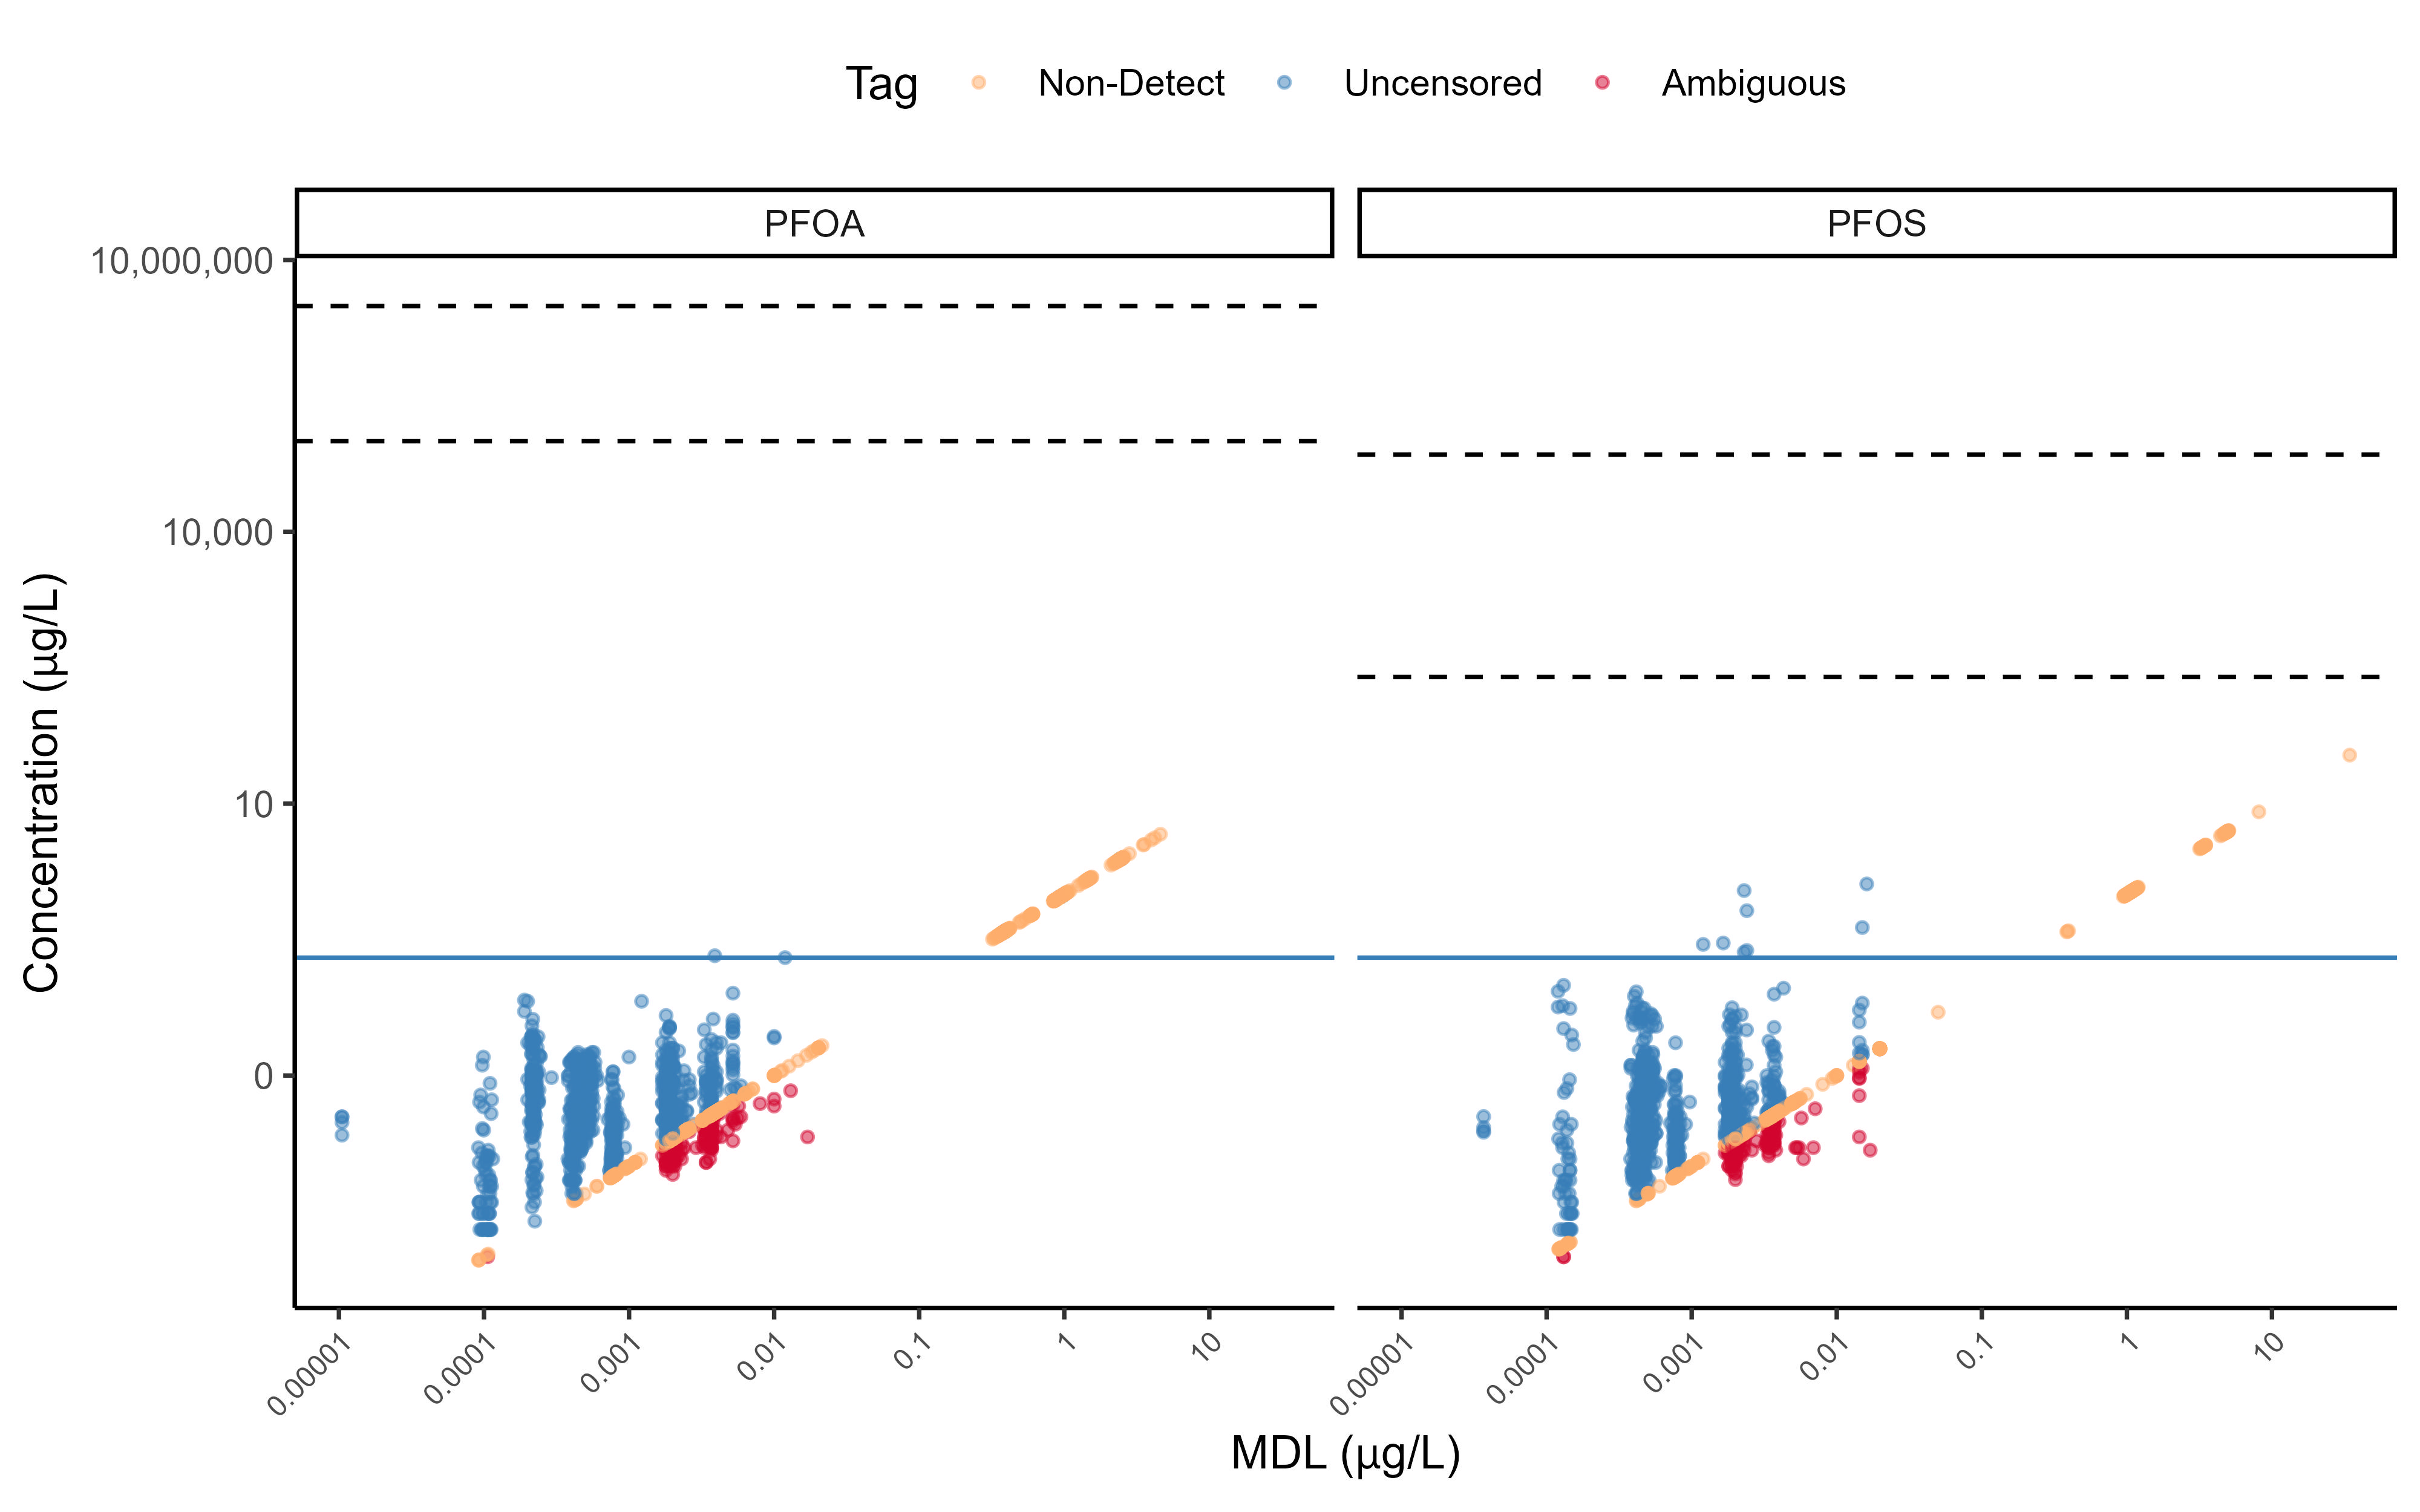 Tag Non-Detect Uncensored Ambiguous
PFOA PFOS
10,000,000
10,000
10
0
Concentration (µg/L)
0.00001 0.0001 0.001 0.01 0.1 1 10 0.00001 0.0001 0.001 0.01 0.1 1 10
MDL (µg/L)